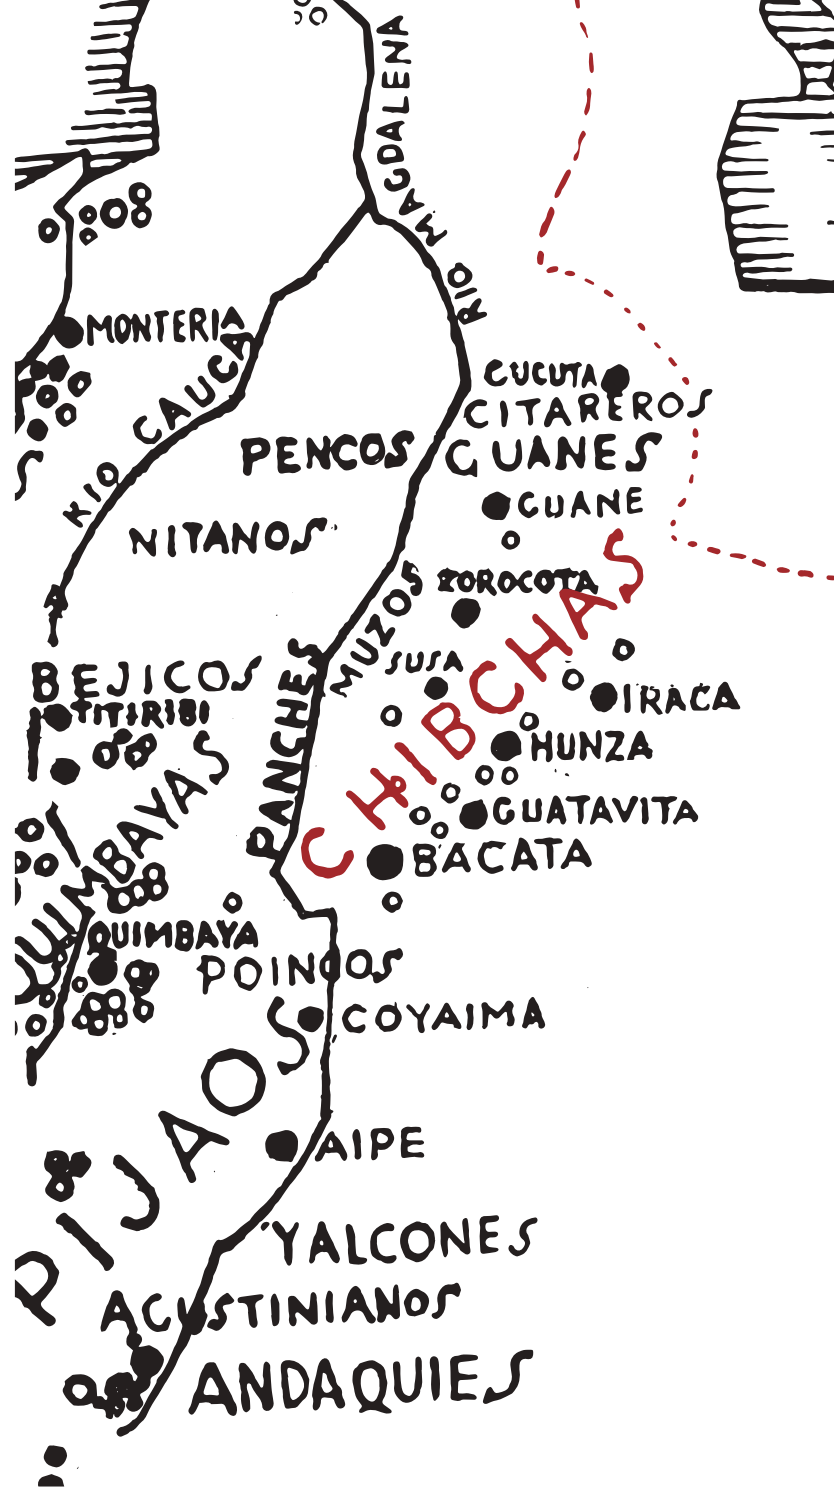 RIO MAGDALENA
MONTERIA
RIO CAUCA
CUCUTA
CITAREROS
PENCOS
GUANES
GUANE
NITANOS
ZOROCOTA
MUZOS
CHIBCHAS
SUSA
PANCHES
BEJICOS
TITIRIBI
IRACA
HUNZA
GUATAVITA
BACATA
QUIMBAYAS
QUIMBAYA
POINCOS
COYAIMA
PIJAOS
AIPE
YALCONES
AGUSTINIANOS
ANDAQUIES